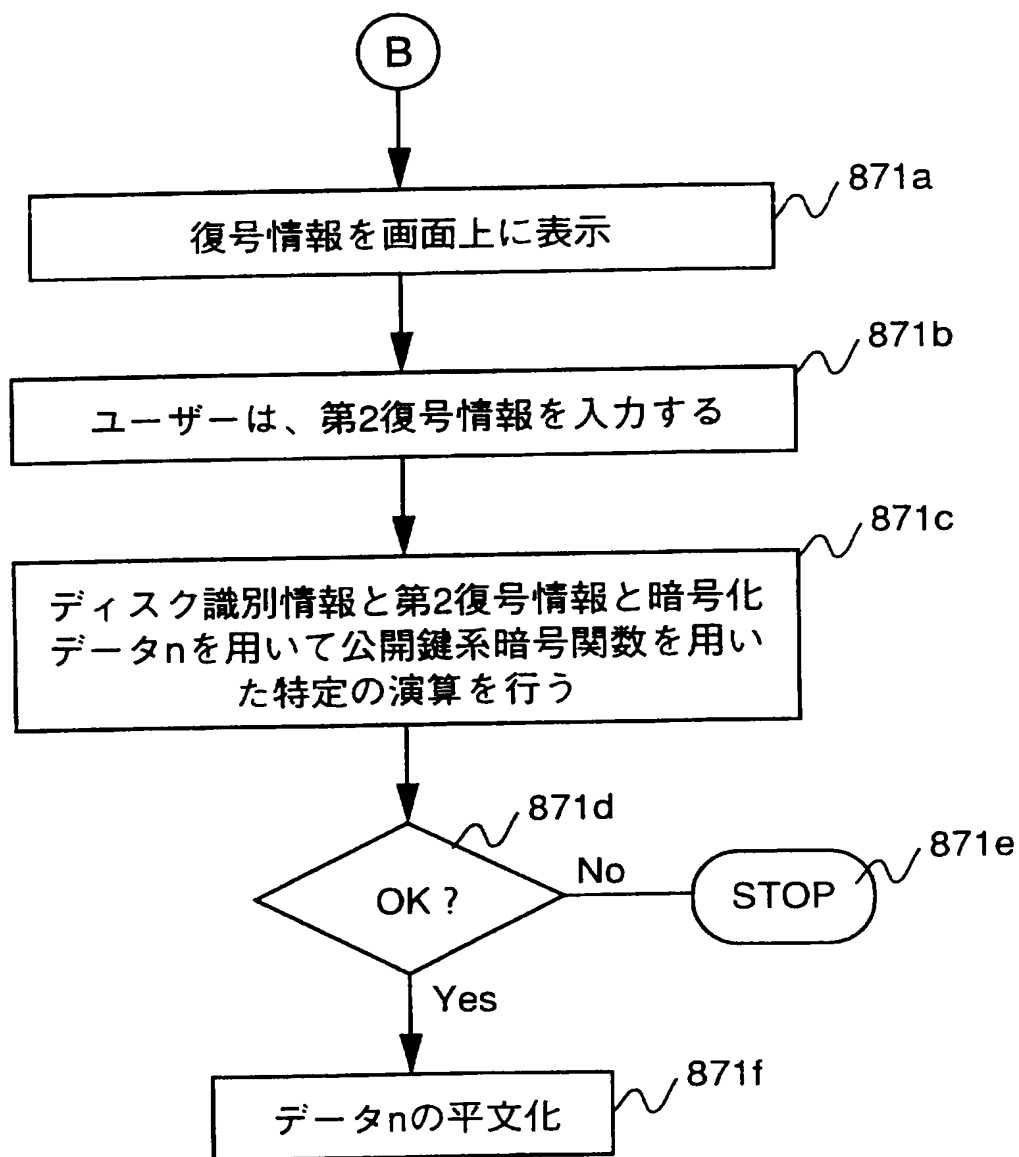 B
871a
復号情報を画面上に表示
871b
ユーザーは、第2復号情報を入力する
871c
ディスク識別情報と第2復号情報と暗号化
データnを用いて公開鍵系暗号関数を用い
た特定の演算を行う
871d
OK ?
No
871e
STOP
Yes
871f
データnの平文化